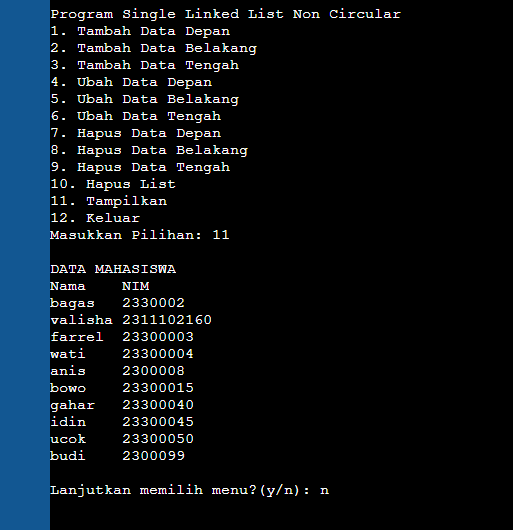 Program Single Linked List Non Circular
1. Tambah Data Depan
2. Tambah Data Belakang
3. Tambah Data Tengah
4. Ubah Data Depan
5. Ubah Data Belakang
6. Ubah Data Tengah
7. Hapus Data Depan
8. Hapus Data Belakang
9. Hapus Data Tengah
10. Hapus List
11. Tampilkan
12. Keluar
Masukkan Pilihan: 11
DATA MAHASISWA
Nama    NIM
bagas   2330002
valisha 2311102160
farrel  23300003
wati    23300004
anis    2300008
bowo    23300015
gahar   23300040
idin    23300045
ucok    23300050
budi    2300099
Lanjutkan memilih menu?(y/n): n